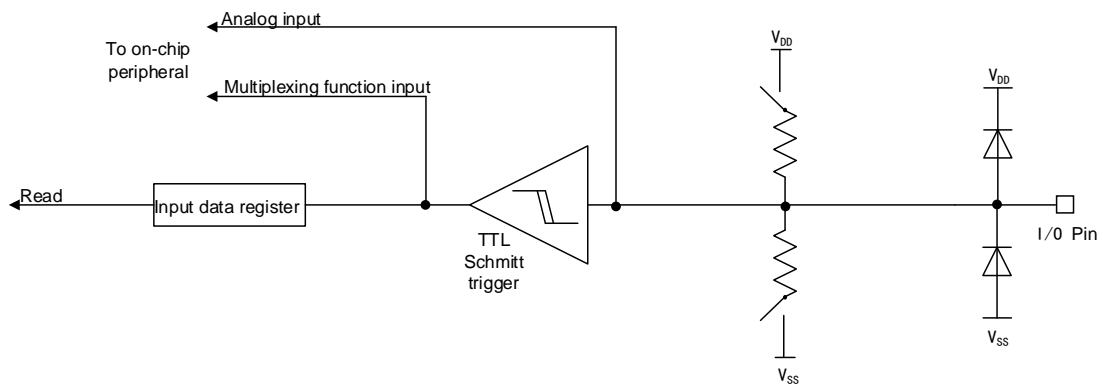 Analog input
To on-chip
peripheral
Multiplexing function input
Read
Input data register
TTL
Schmitt
trigger
VDD
VSS
VDD
VSS
I/O Pin